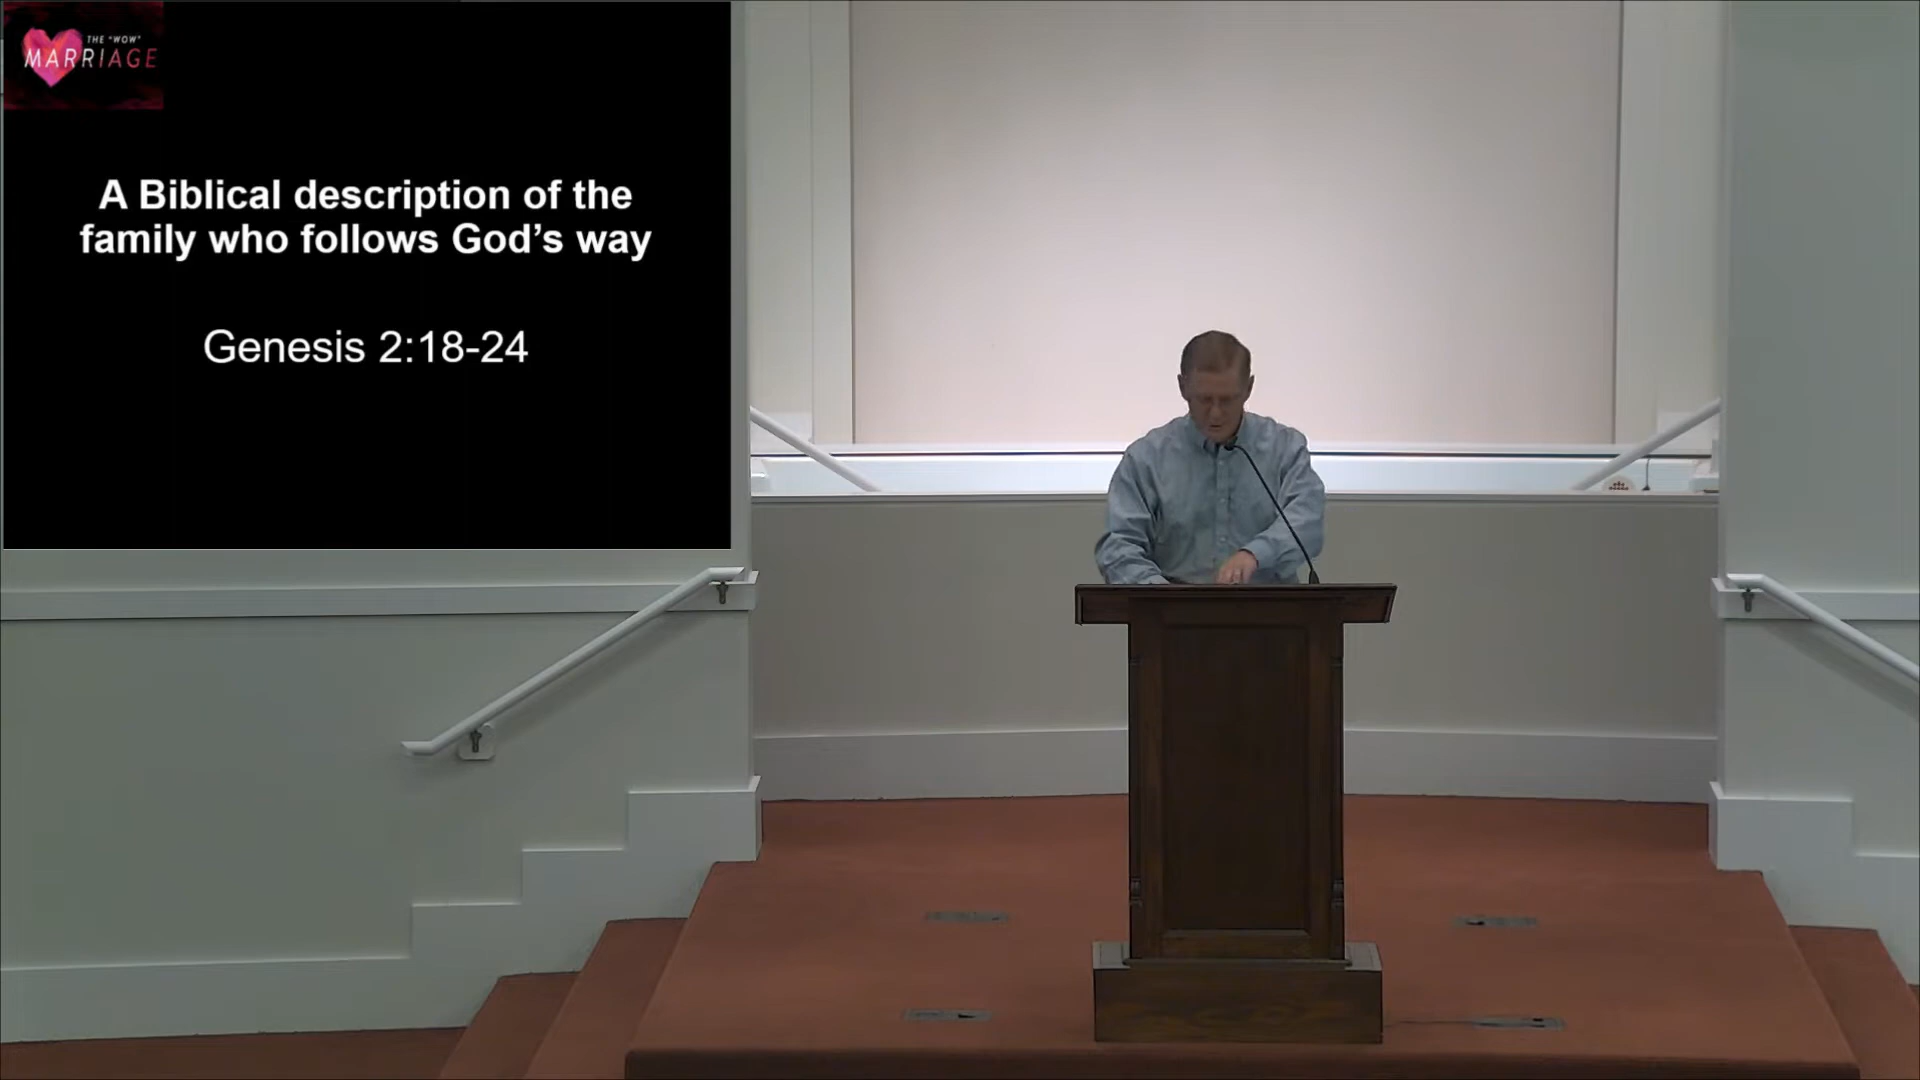 THE "WOW"
MARRIAGE
A Biblical description of the
family who follows God's way
Genesis 2:18-24